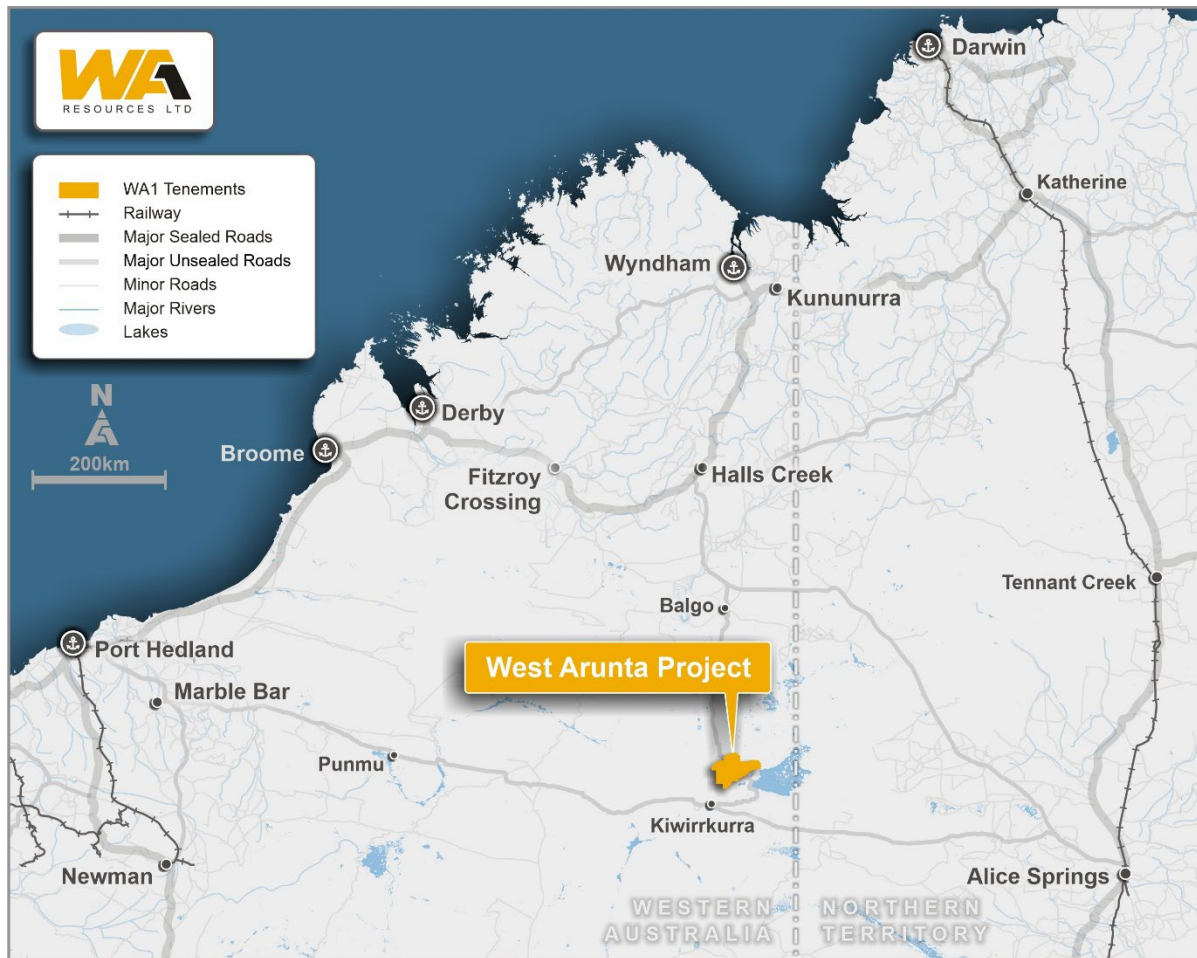 WA1
RESOURCES LTD
WA1 Tenements
Railway
Major Sealed Roads
Major Unsealed Roads
Minor Roads
Major Rivers
Lakes
N
200km
Darwin
Katherine
Wyndham
Kununurra
Derby
Broome
Fitzroy
Crossing
Halls Creek
Tennant Creek
Balgo
Port Hedland
West Arunta Project
Marble Bar
Punmu
Kiwirrkurra
Newman
Alice Springs
WESTERN
AUSTRALIA
NORTHERN
TERRITORY